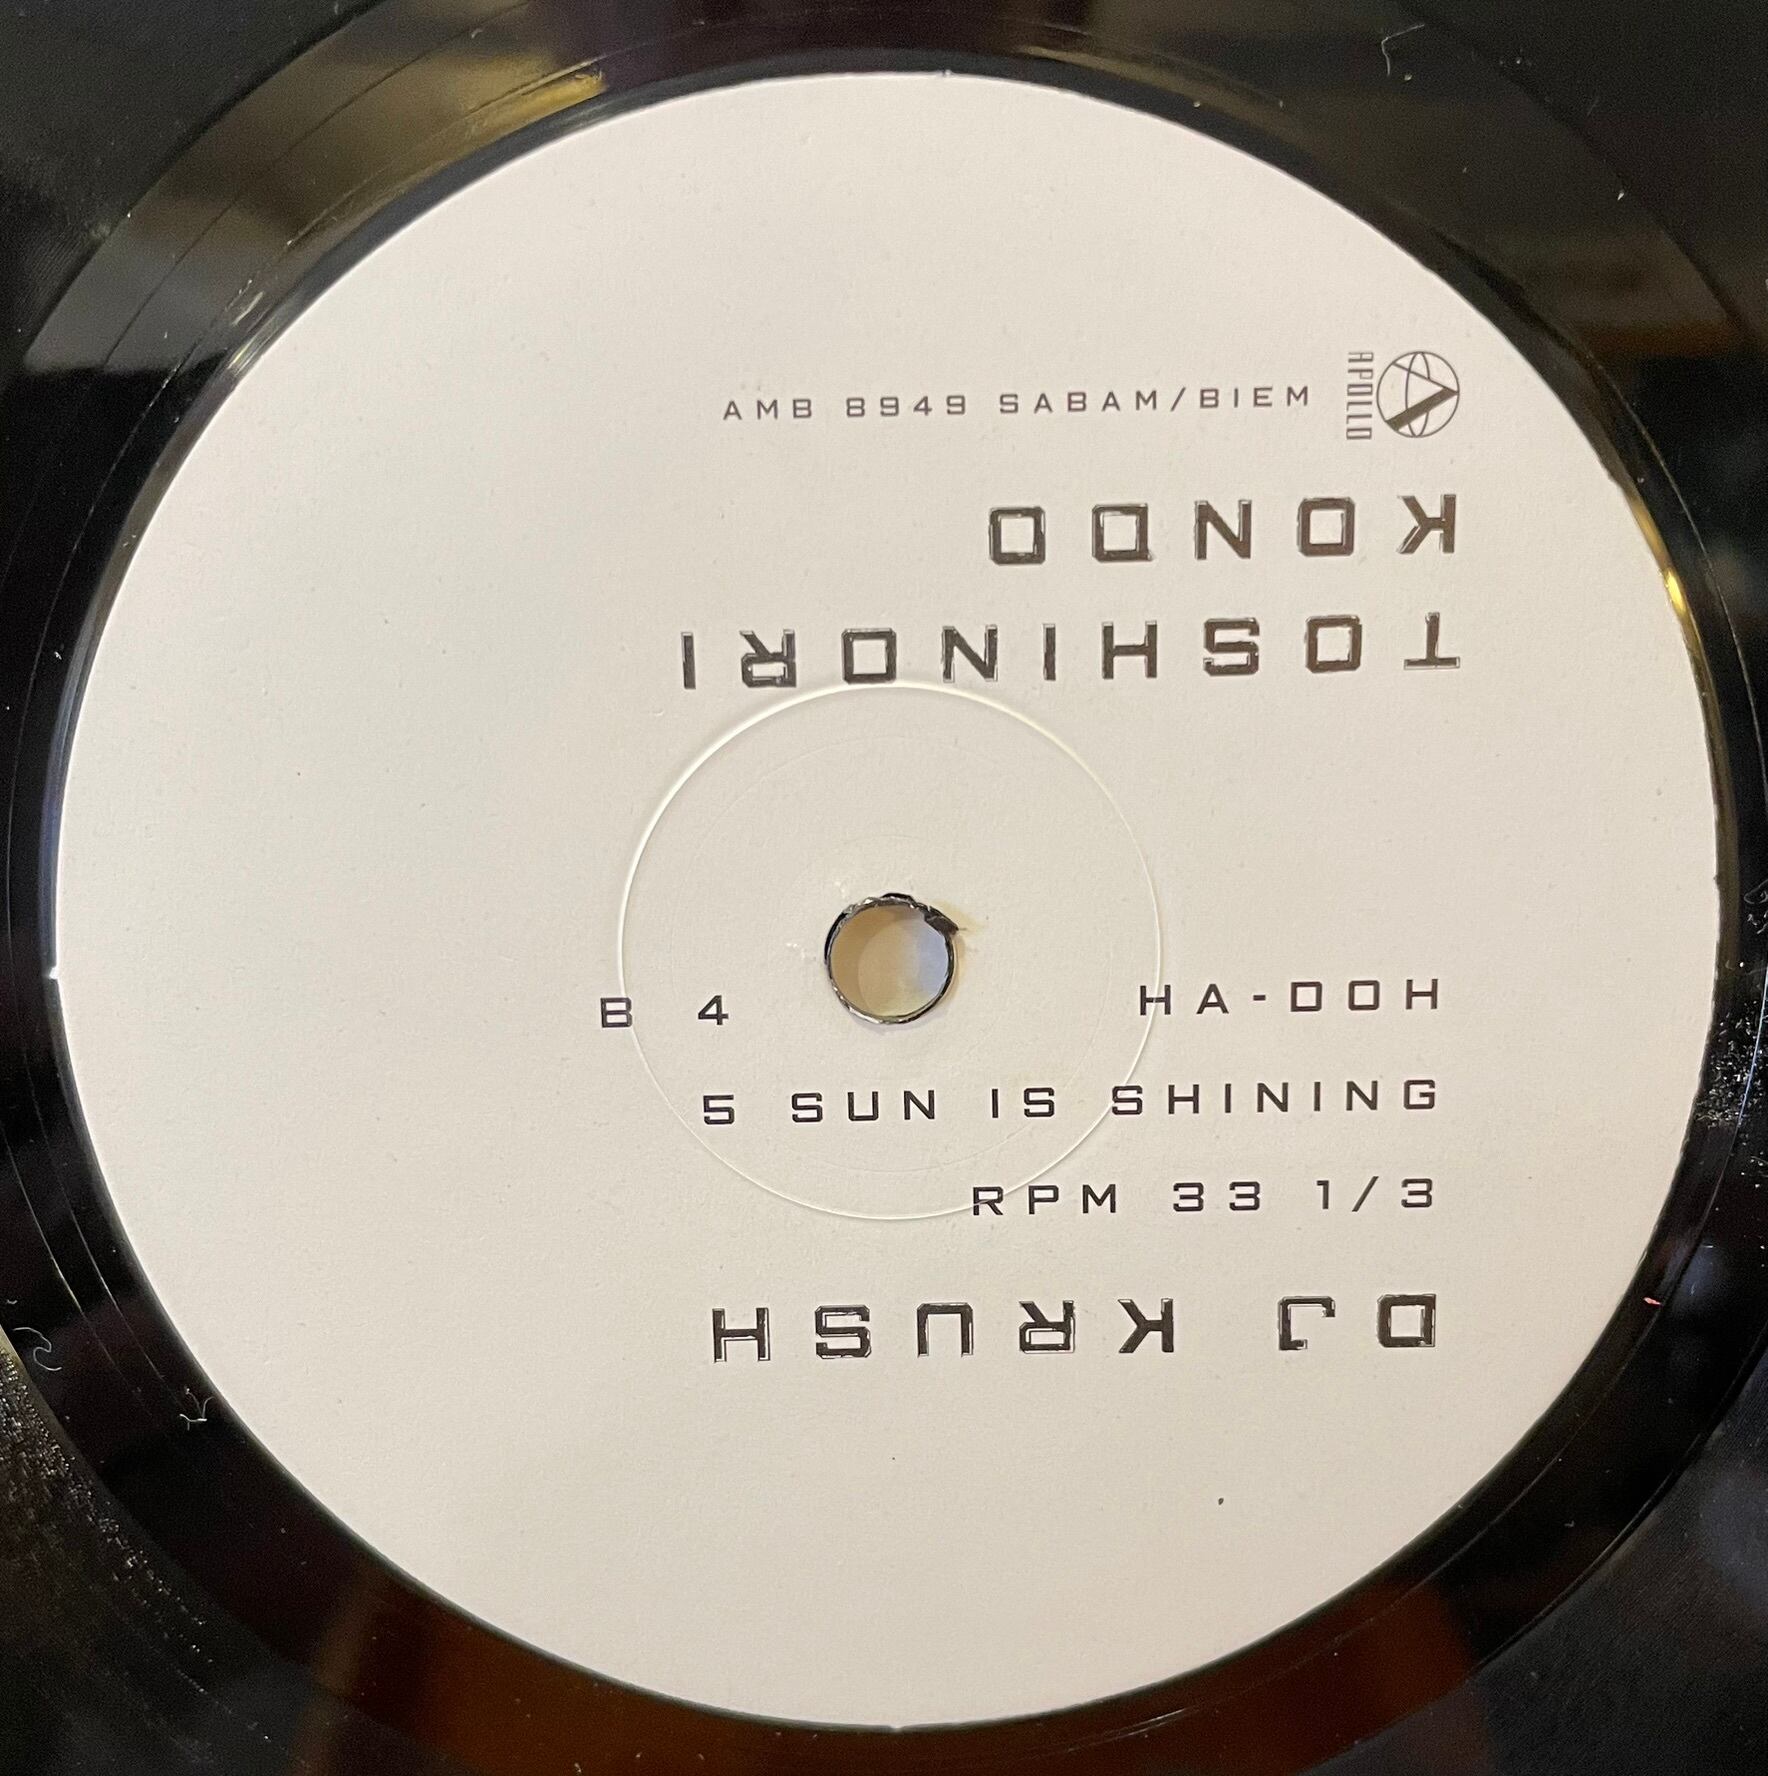 APOLLO
AMB 8949 SABAM/BIEM
KONDO
TOSHINORI
B 4 HA-DOH
5 SUN IS SHINING
RPM 33 1/3
DJ KRUSH